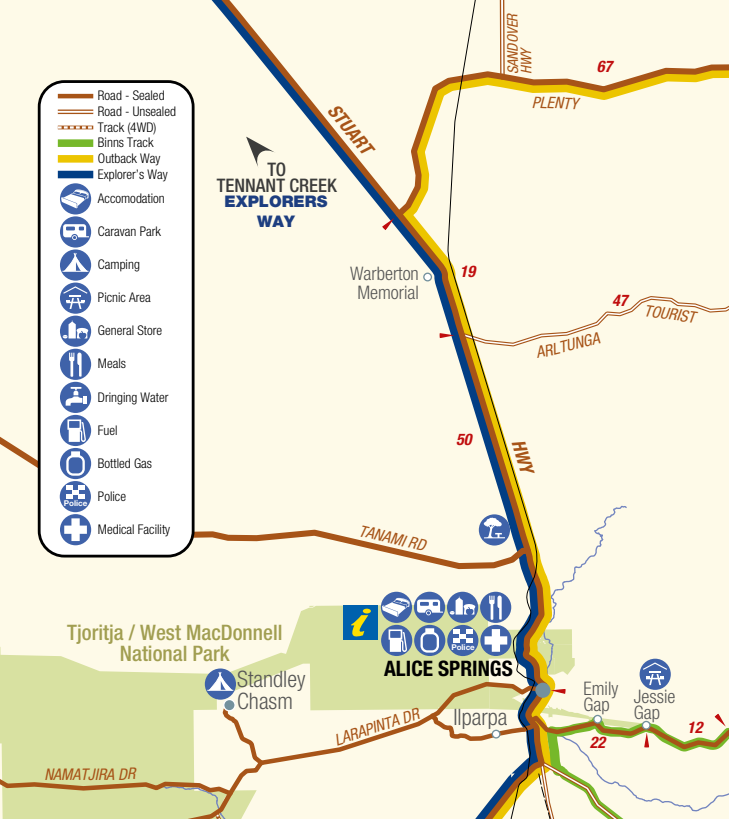 SANDOVER
HWY
67
PLENTY
STUART
Road - Sealed
Road - Unsealed
Track (4WD)
Binns Track
Outback Way
Explorer's Way
Accomodation
Caravan Park
Camping
Picnic Area
General Store
Meals
Dringing Water
Fuel
Bottled Gas
Police
Police
Medical Facility
TO
TENNANT CREEK
EXPLORERS
WAY
Warberton
Memorial
19
47
TOURIST
ARLTUNGA
50
HWY
TANAMI RD
i
Police
ALICE SPRINGS
Tjoritja / West MacDonnell
National Park
Standley
Chasm
Emily
Gap
Jessie
Gap
Ilparpa
LARAPINTA DR
22
12
NAMATJIRA DR